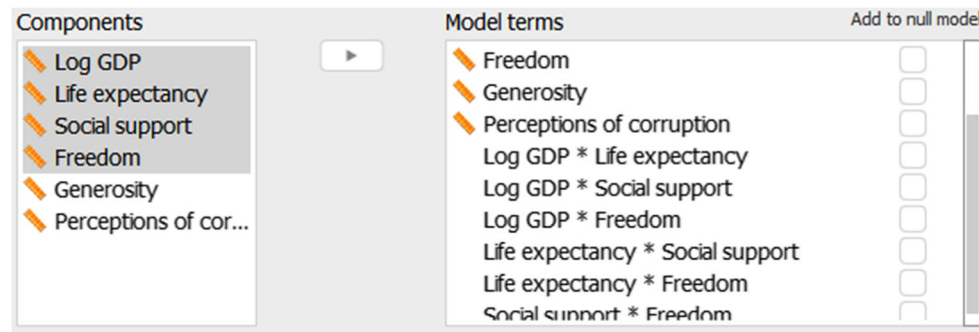 Components
Log GDP
Life expectancy
Social support
Freedom
Generosity
Perceptions of cor...
Model terms
Add to null model
Freedom
Generosity
Perceptions of corruption
Log GDP * Life expectancy
Log GDP * Social support
Log GDP * Freedom
Life expectancy * Social support
Life expectancy * Freedom
Social support * Freedom